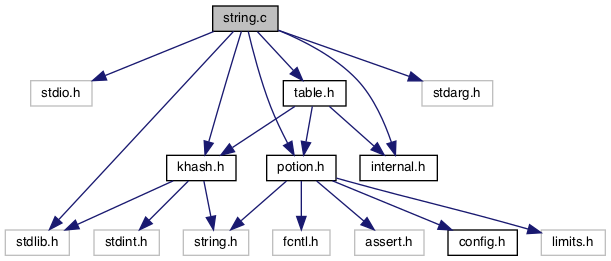 string.c
stdio.h
table.h
stdarg.h
khash.h
potion.h
internal.h
stdlib.h
stdint.h
string.h
fcntl.h
assert.h
config.h
limits.h